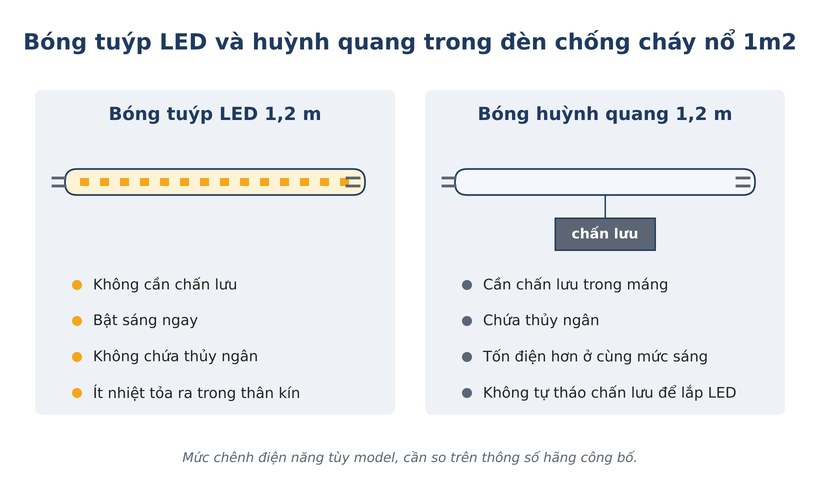 Bóng tuýp LED và huỳnh quang trong đèn chống cháy nổ 1m2
Bóng tuýp LED 1,2 m
Không cần chấn lưu
Bật sáng ngay
Không chứa thủy ngân
Ít nhiệt tỏa ra trong thân kín
Bóng huỳnh quang 1,2 m
chấn lưu
Cần chấn lưu trong máng
Chứa thủy ngân
Tốn điện hơn ở cùng mức sáng
Không tự tháo chấn lưu để lắp LED
Mức chênh điện năng tùy model, cần so trên thông số hãng công bố.